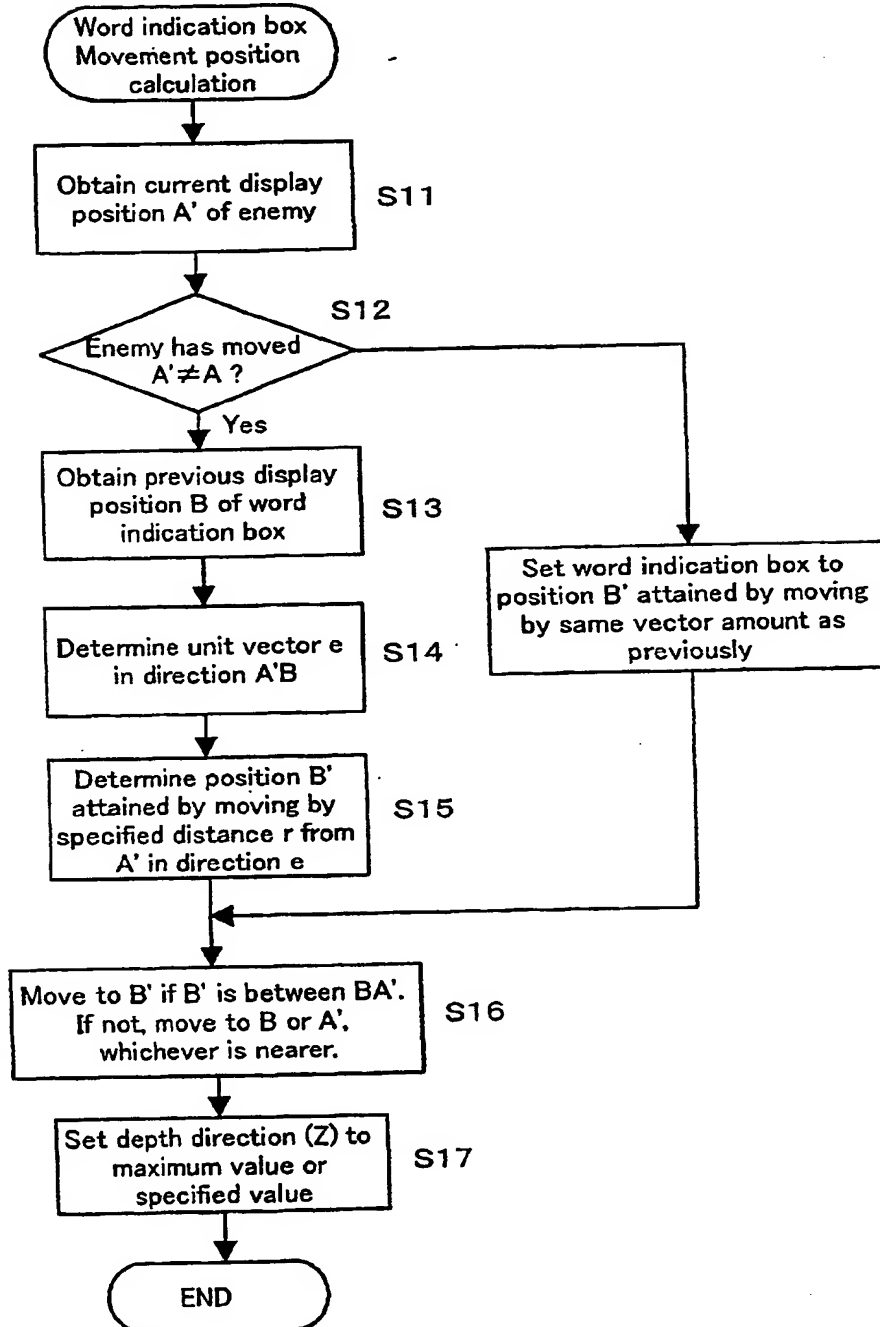 Word indication box
Movement position
calculation
Obtain current display
position A' of enemy
S11
S12
Enemy has moved
A'≠A ?
Yes
Obtain previous display
position B of word
indication box
S13
Set word indication box to
position B' attained by moving
by same vector amount as
previously
Determine unit vector e
in direction A'B
S14
Determine position B'
attained by moving by
specified distance r from
A' in direction e
S15
Move to B' if B' is between BA'.
If not, move to B or A',
whichever is nearer.
S16
Set depth direction (Z) to
maximum value or
specified value
S17
END